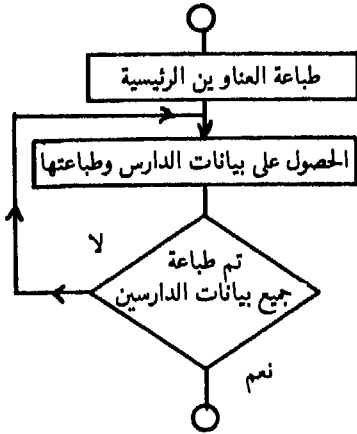 طباعة العناوين الرئيسية
الحصول على بيانات الدارس وطباعتها
لا
تم طباعة
جميع بيانات الدارسين
نعم